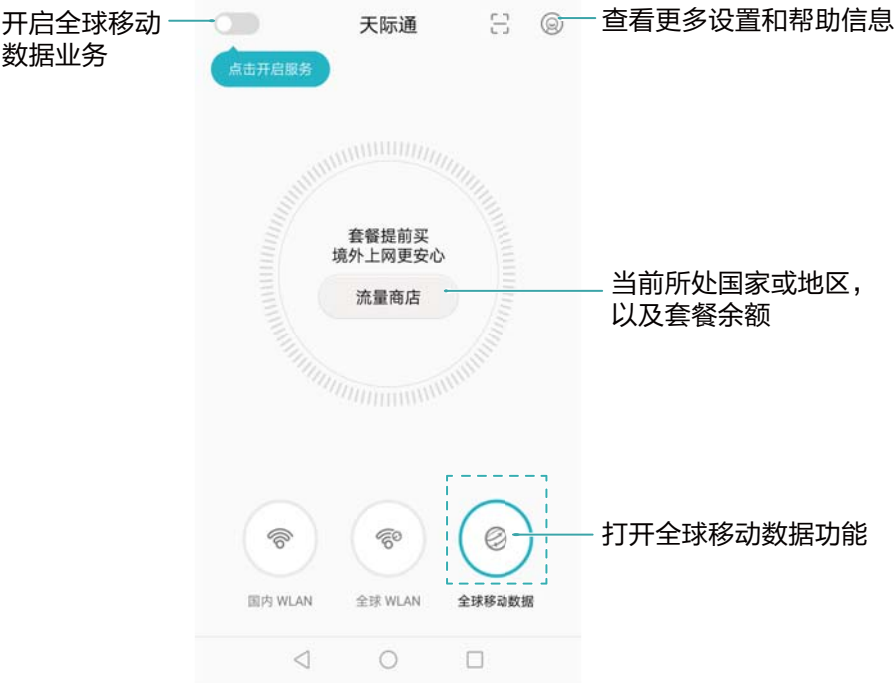 开启全球移动
数据业务
天际通
查看更多设置和帮助信息
点击开启服务
套餐提前买
境外上网更安心
流量商店
当前所处国家或地区，
以及套餐余额
打开全球移动数据功能
国内 WLAN
全球 WLAN
全球移动数据